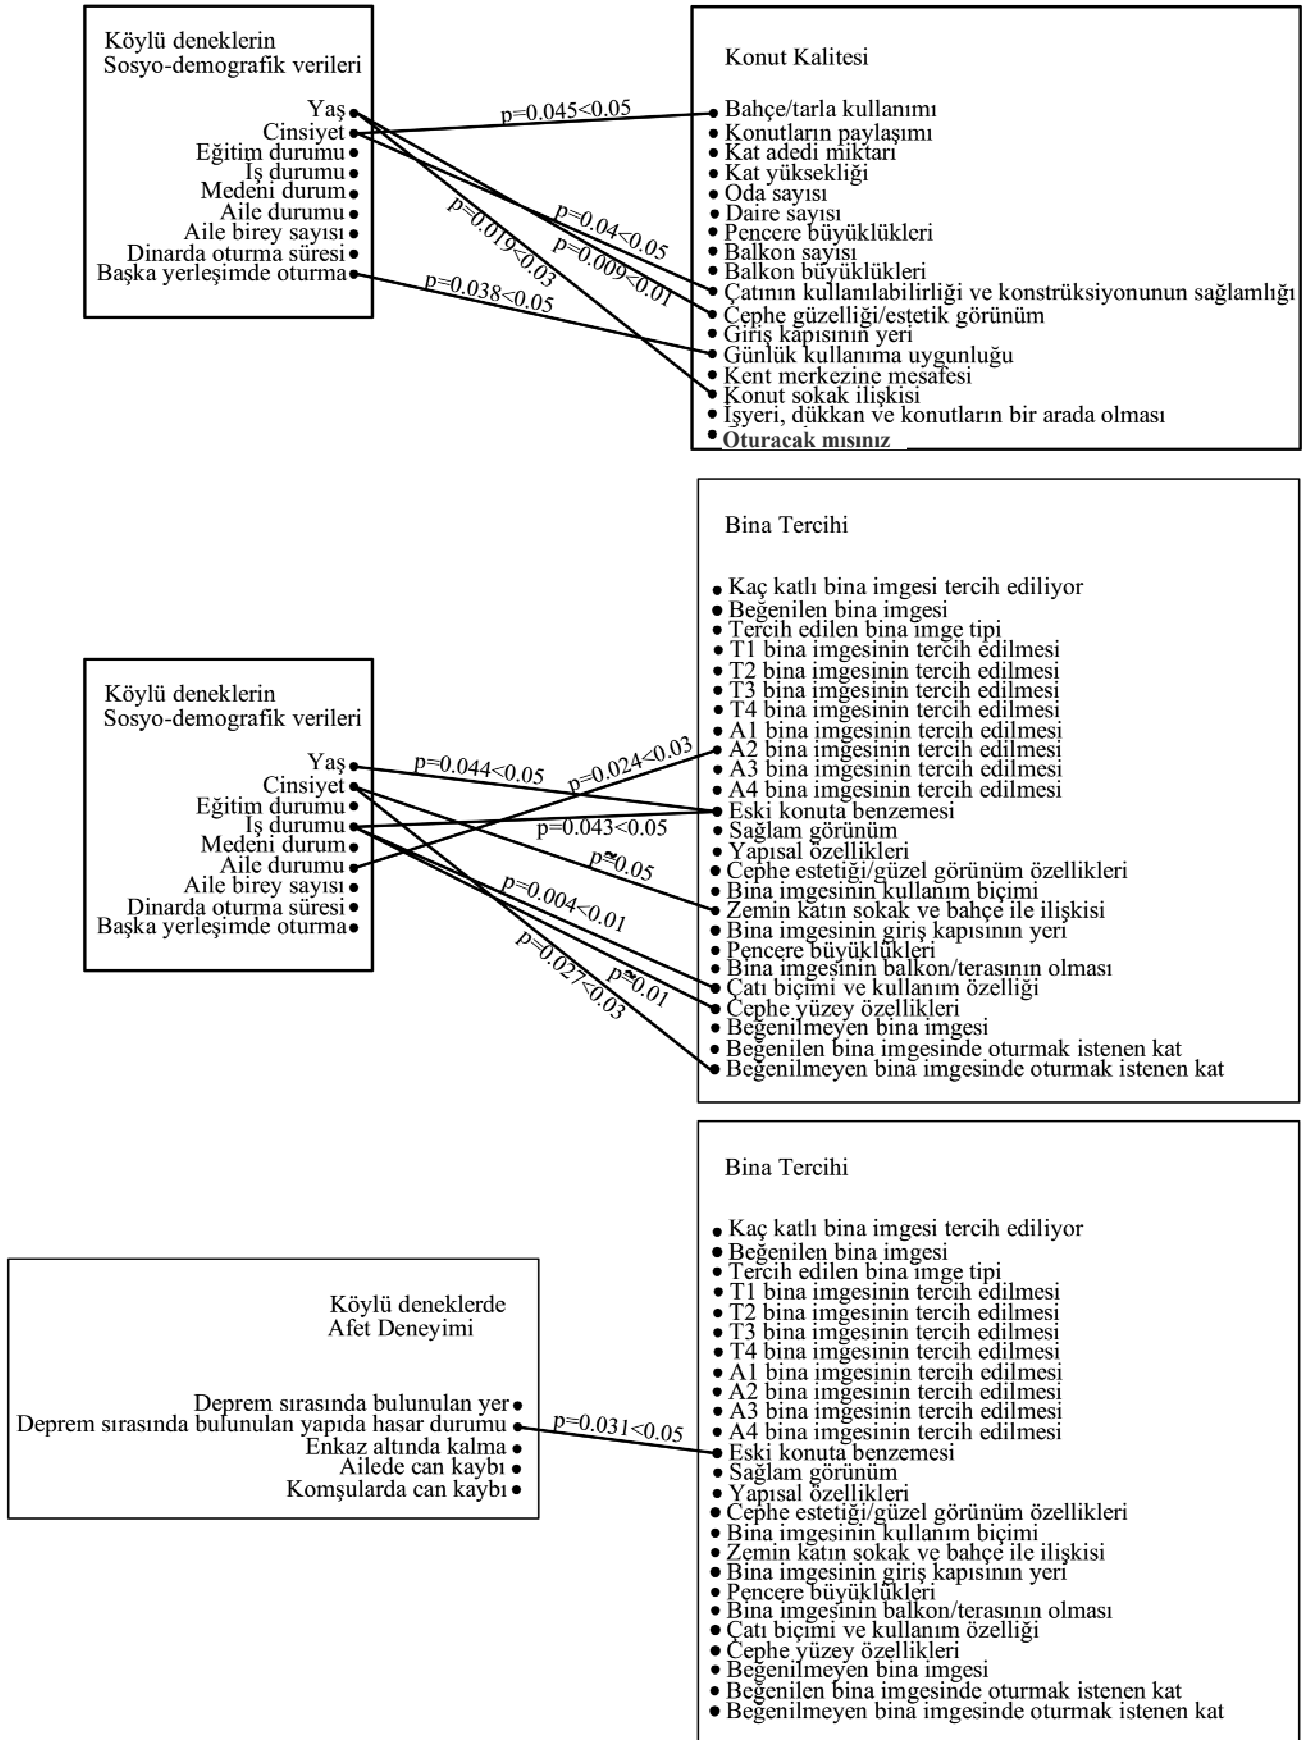 Köylü deneklerin
Sosyo-demografik verileri
Yaş
Cinsiyet
Eğitim durumu
İş durumu
Medeni durum
Aile durumu
Aile birey sayısı
Dinarda oturma süresi
Başka yerleşimde oturma
p=0.045<0.05
p=0.04<0.05
p=0.009<0.01
p=0.019<0.03
p=0.038<0.05
Konut Kalitesi
Bahçe/tarla kullanımı
Konutların paylaşımı
Kat adedi miktarı
Kat yüksekliği
Oda sayısı
Daire sayısı
Pencere büyüklükleri
Balkon sayısı
Balkon büyüklükleri
Çatının kullanılabilirliği ve konstrüksiyonunun sağlamlığı
Cephe güzelliği/estetik görünüm
Giriş kapısının yeri
Günlük kullanıma uygunluğu
Kent merkezine mesafesi
Konut sokak ilişkisi
İşyeri, dükkan ve konutların bir arada olması
Oturacak mısınız
Köylü deneklerin
Sosyo-demografik verileri
Yaş
Cinsiyet
Eğitim durumu
İş durumu
Medeni durum
Aile durumu
Aile birey sayısı
Dinarda oturma süresi
Başka yerleşimde oturma
p=0.044<0.05
p=0.024<0.03
p=0.043<0.05
p≅0.05
p=0.004<0.01
p≅0.01
p=0.027<0.03
Bina Tercihi
Kaç katlı bina imgesi tercih ediliyor
Beğenilen bina imgesi
Tercih edilen bina imge tipi
T1 bina imgesinin tercih edilmesi
T2 bina imgesinin tercih edilmesi
T3 bina imgesinin tercih edilmesi
T4 bina imgesinin tercih edilmesi
A1 bina imgesinin tercih edilmesi
A2 bina imgesinin tercih edilmesi
A3 bina imgesinin tercih edilmesi
A4 bina imgesinin tercih edilmesi
Eski konuta benzemesi
Sağlam görünüm
Yapısal özellikleri
Cephe estetiği/güzel görünüm özellikleri
Bina imgesinin kullanım biçimi
Zemin katın sokak ve bahçe ile ilişkisi
Bina imgesinin giriş kapısının yeri
Pencere büyüklükleri
Bina imgesinin balkon/terasının olması
Çatı biçimi ve kullanım özelliği
Cephe yüzey özellikleri
Beğenilmeyen bina imgesi
Beğenilen bina imgesinde oturmak istenen kat
Beğenilmeyen bina imgesinde oturmak istenen kat
Köylü deneklerde
Afet Deneyimi
Deprem sırasında bulunulan yer
Deprem sırasında bulunulan yapıda hasar durumu
Enkaz altında kalma
Ailede can kaybı
Komşularda can kaybı
p=0.031<0.05
Bina Tercihi
Kaç katlı bina imgesi tercih ediliyor
Beğenilen bina imgesi
Tercih edilen bina imge tipi
T1 bina imgesinin tercih edilmesi
T2 bina imgesinin tercih edilmesi
T3 bina imgesinin tercih edilmesi
T4 bina imgesinin tercih edilmesi
A1 bina imgesinin tercih edilmesi
A2 bina imgesinin tercih edilmesi
A3 bina imgesinin tercih edilmesi
A4 bina imgesinin tercih edilmesi
Eski konuta benzemesi
Sağlam görünüm
Yapısal özellikleri
Cephe estetiği/güzel görünüm özellikleri
Bina imgesinin kullanım biçimi
Zemin katın sokak ve bahçe ile ilişkisi
Bina imgesinin giriş kapısının yeri
Pencere büyüklükleri
Bina imgesinin balkon/terasının olması
Çatı biçimi ve kullanım özelliği
Cephe yüzey özellikleri
Beğenilmeyen bina imgesi
Beğenilen bina imgesinde oturmak istenen kat
Beğenilmeyen bina imgesinde oturmak istenen kat